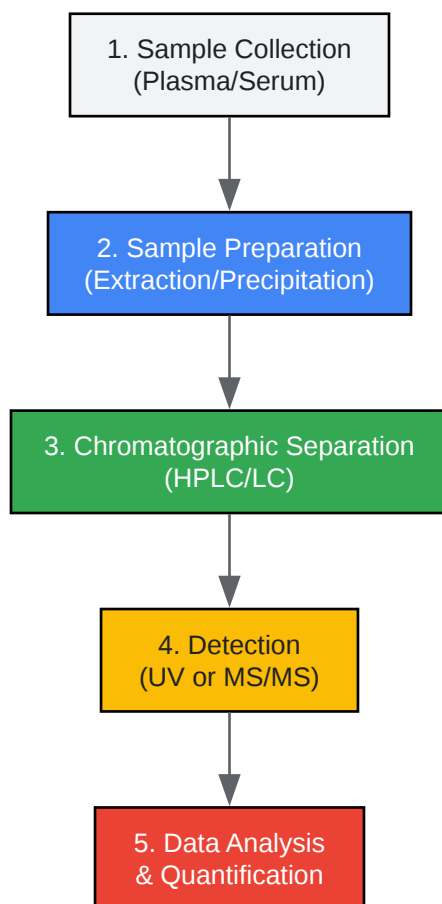 1. Sample Collection
(Plasma/Serum)
2. Sample Preparation
(Extraction/Precipitation)
3. Chromatographic Separation
(HPLC/LC)
4. Detection
(UV or MS/MS)
5. Data Analysis
& Quantification